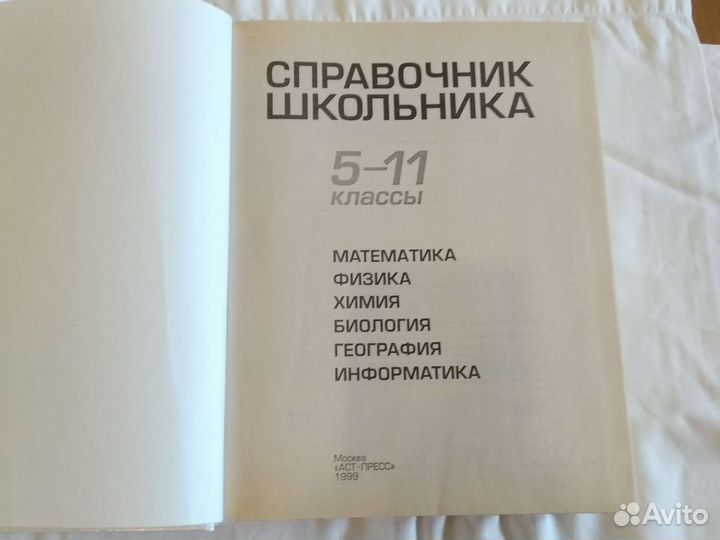 СПРАВОЧНИК
ШКОЛЬНИКА
5–11
классы
МАТЕМАТИКА
ФИЗИКА
ХИМИЯ
БИОЛОГИЯ
ГЕОГРАФИЯ
ИНФОРМАТИКА
Москва
«АСТ-ПРЕСС»
1999
Avito